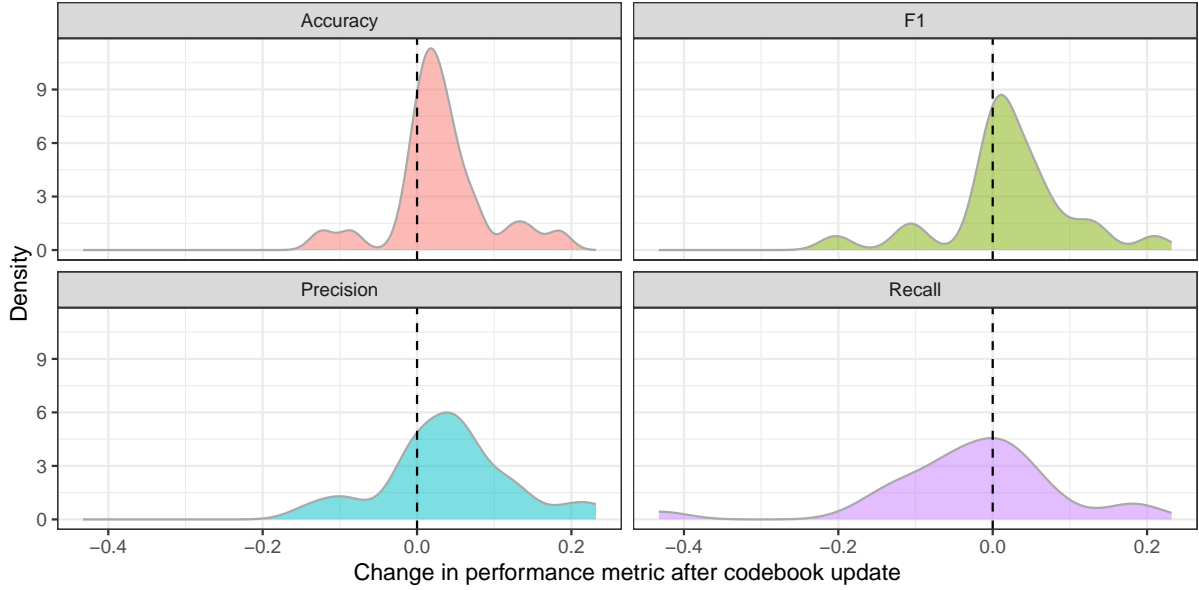 Accuracy
F1
9
6
3
0
Precision
Recall
9
6
3
0
−0.4
−0.2
0.0
0.2
−0.4
−0.2
0.0
0.2
Density
Change in performance metric after codebook update